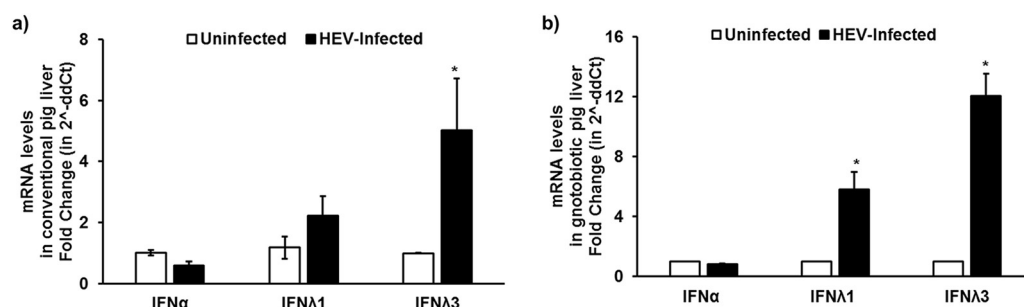 a)
Uninfected HEV-Infected
mRNA levels
in conventional pig liver
Fold Change (in 2^-ddCt)
8
6
4
2
0
*
IFNα IFNλ1 IFNλ3
b)
Uninfected HEV-Infected
mRNA levels
in gnotobiotic pig liver
Fold Change (in 2^-ddCt)
16
12
8
4
0
*
*
IFNα IFNλ1 IFNλ3